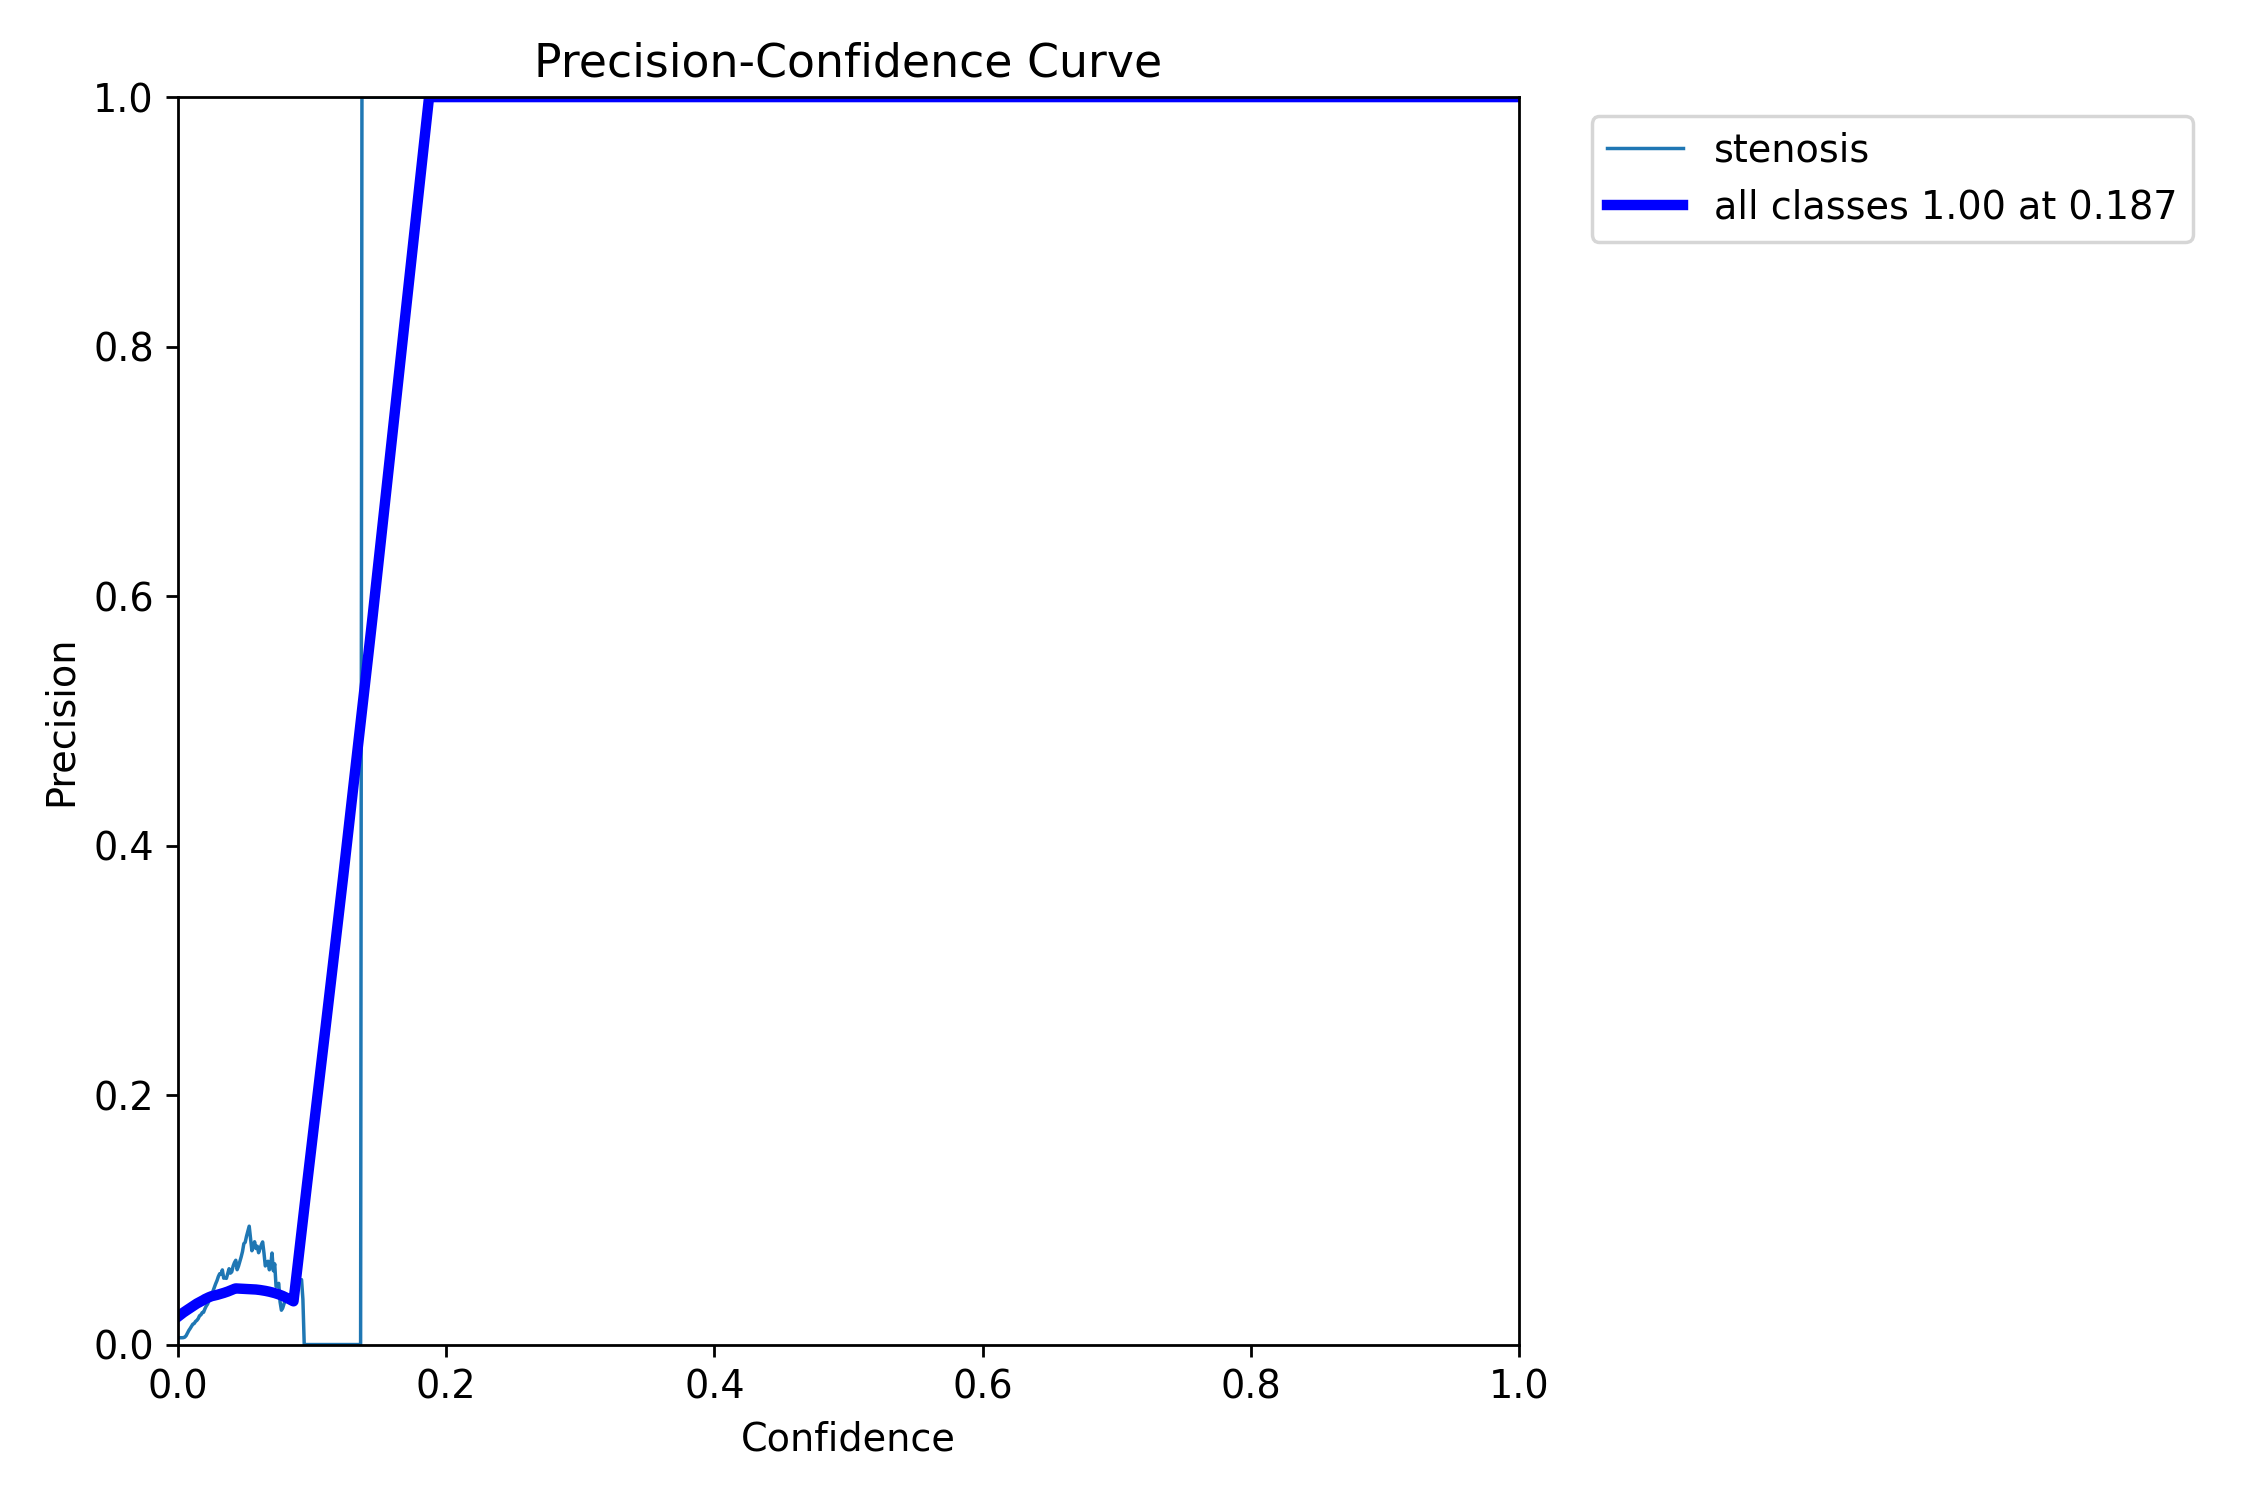 Precision-Confidence Curve
1.0
0.8
0.6
0.4
0.2
0.0
Precision
0.0 0.2 0.4 0.6 0.8 1.0
Confidence
stenosis
all classes 1.00 at 0.187